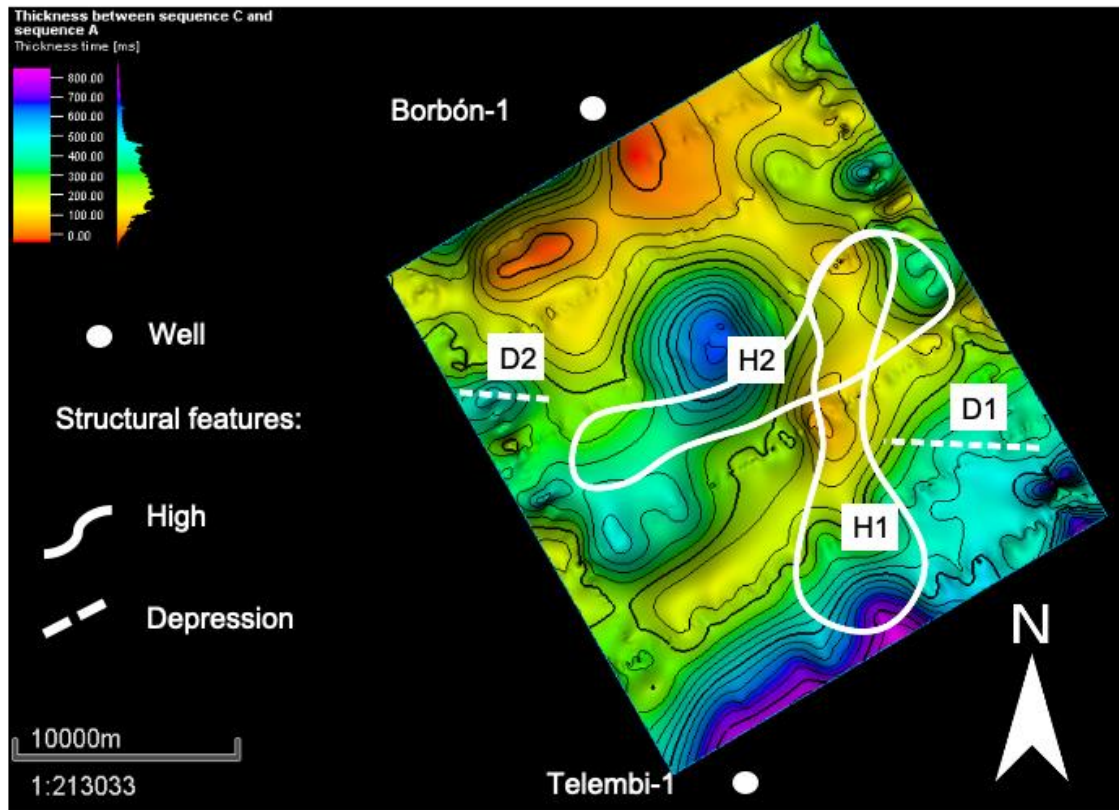 Thickness between sequence C and
sequence A
Thickness time [ms]
800.00
700.00
600.00
500.00
400.00
300.00
200.00
100.00
0.00
Borbón-1
Well
D2
H2
D1
Structural features:
High
H1
Depression
N
10000m
1:213033
Telembi-1